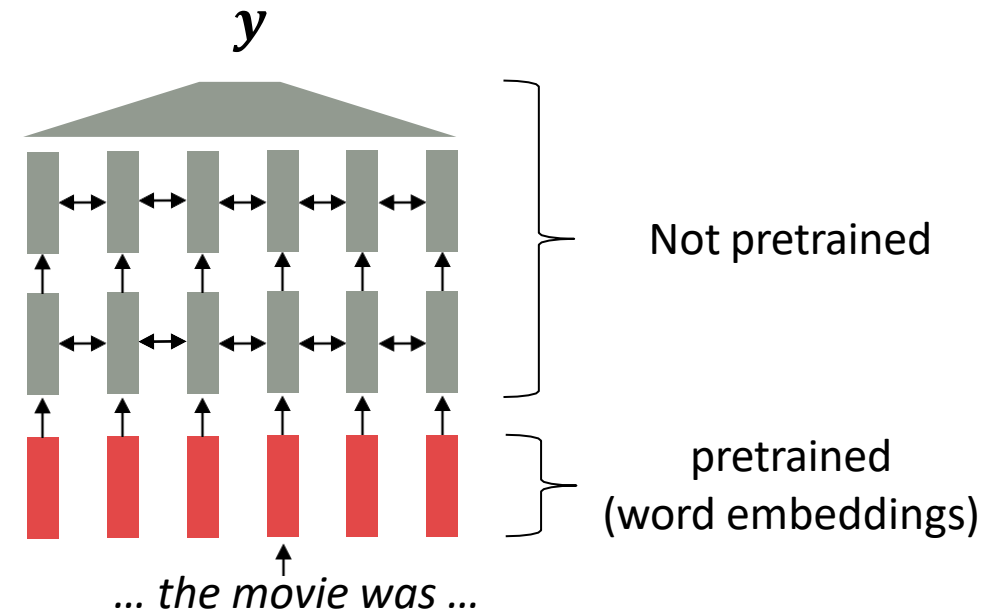 y
Not pretrained
pretrained
(word embeddings)
... the movie was ...